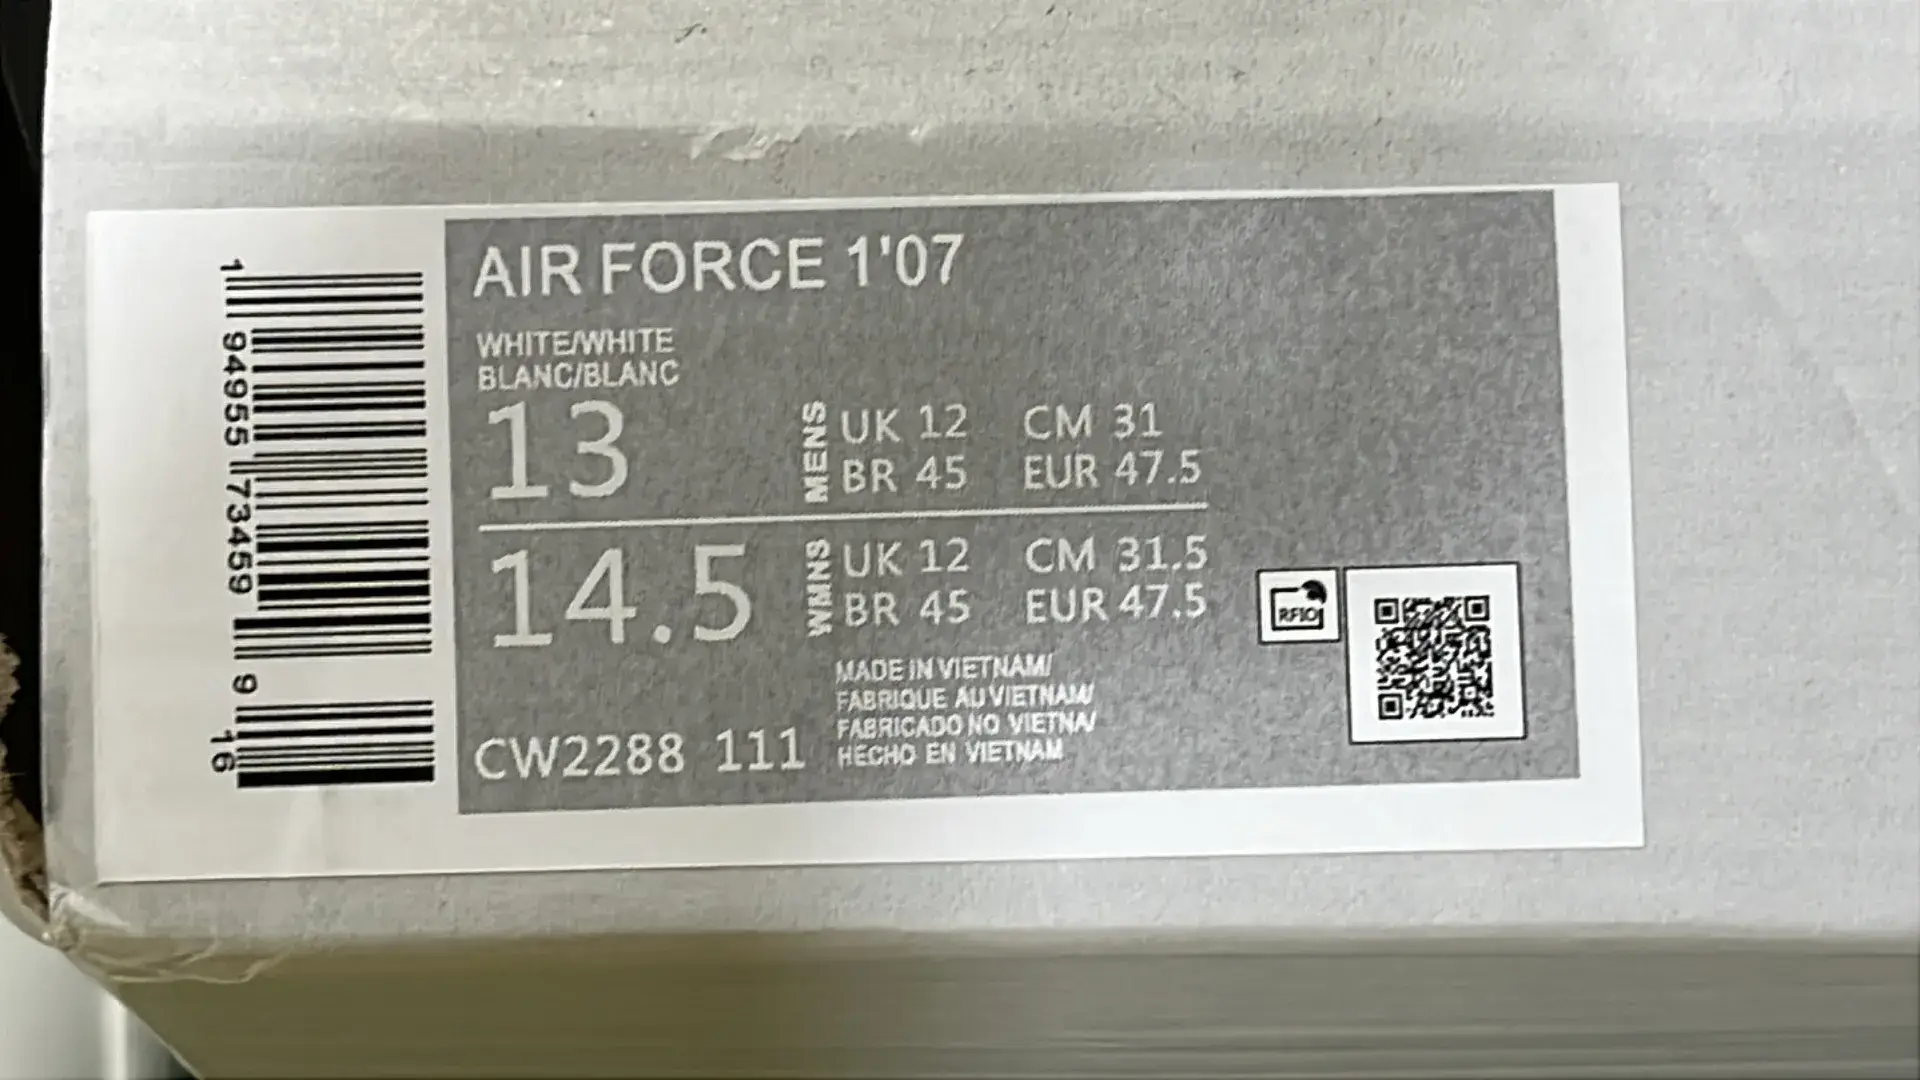 1 94955 73459 9 16
AIR FORCE 1'07
WHITE/WHITE
BLANC/BLANC
13 MENS UK 12 CM 31
BR 45 EUR 47.5
14.5 WMNS UK 12 CM 31.5
BR 45 EUR 47.5
MADE IN VIETNAM/
FABRIQUE AU VIETNAM/
FABRICADO NO VIETNA/
HECHO EN VIETNAM
CW2288 111
RFID